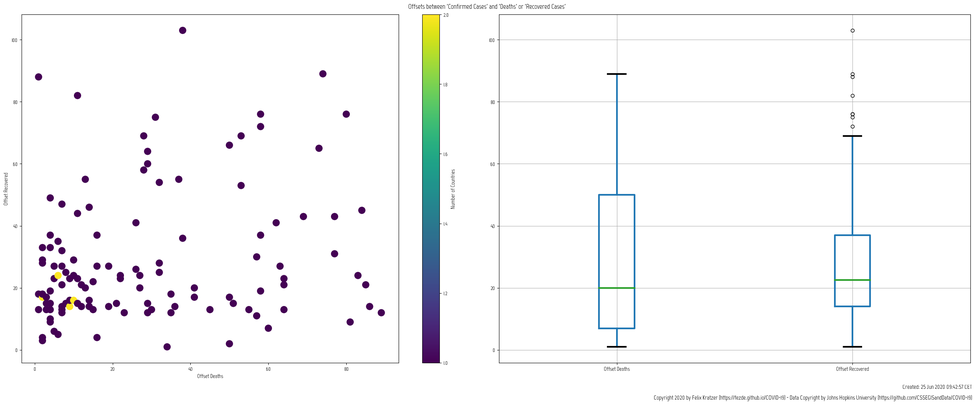 Offsets between 'Confirmed Cases' and 'Deaths' or 'Recovered Cases'
100
80
60
40
20
0
Offset Recovered
0
20
40
60
80
Offset Deaths
2.0
1.8
1.6
1.4
1.2
1.0
Number of Countries
100
80
60
40
20
0
Offset Deaths
Offset Recovered
Created: 25 Jun 2020 09:42:57 CEST
Copyright 2020 by Felix Kratzer (https://fezde.github.io/COVID-19) - Data Copyright by Johns Hopkins University (https://github.com/CSSEGISandData/COVID-19)